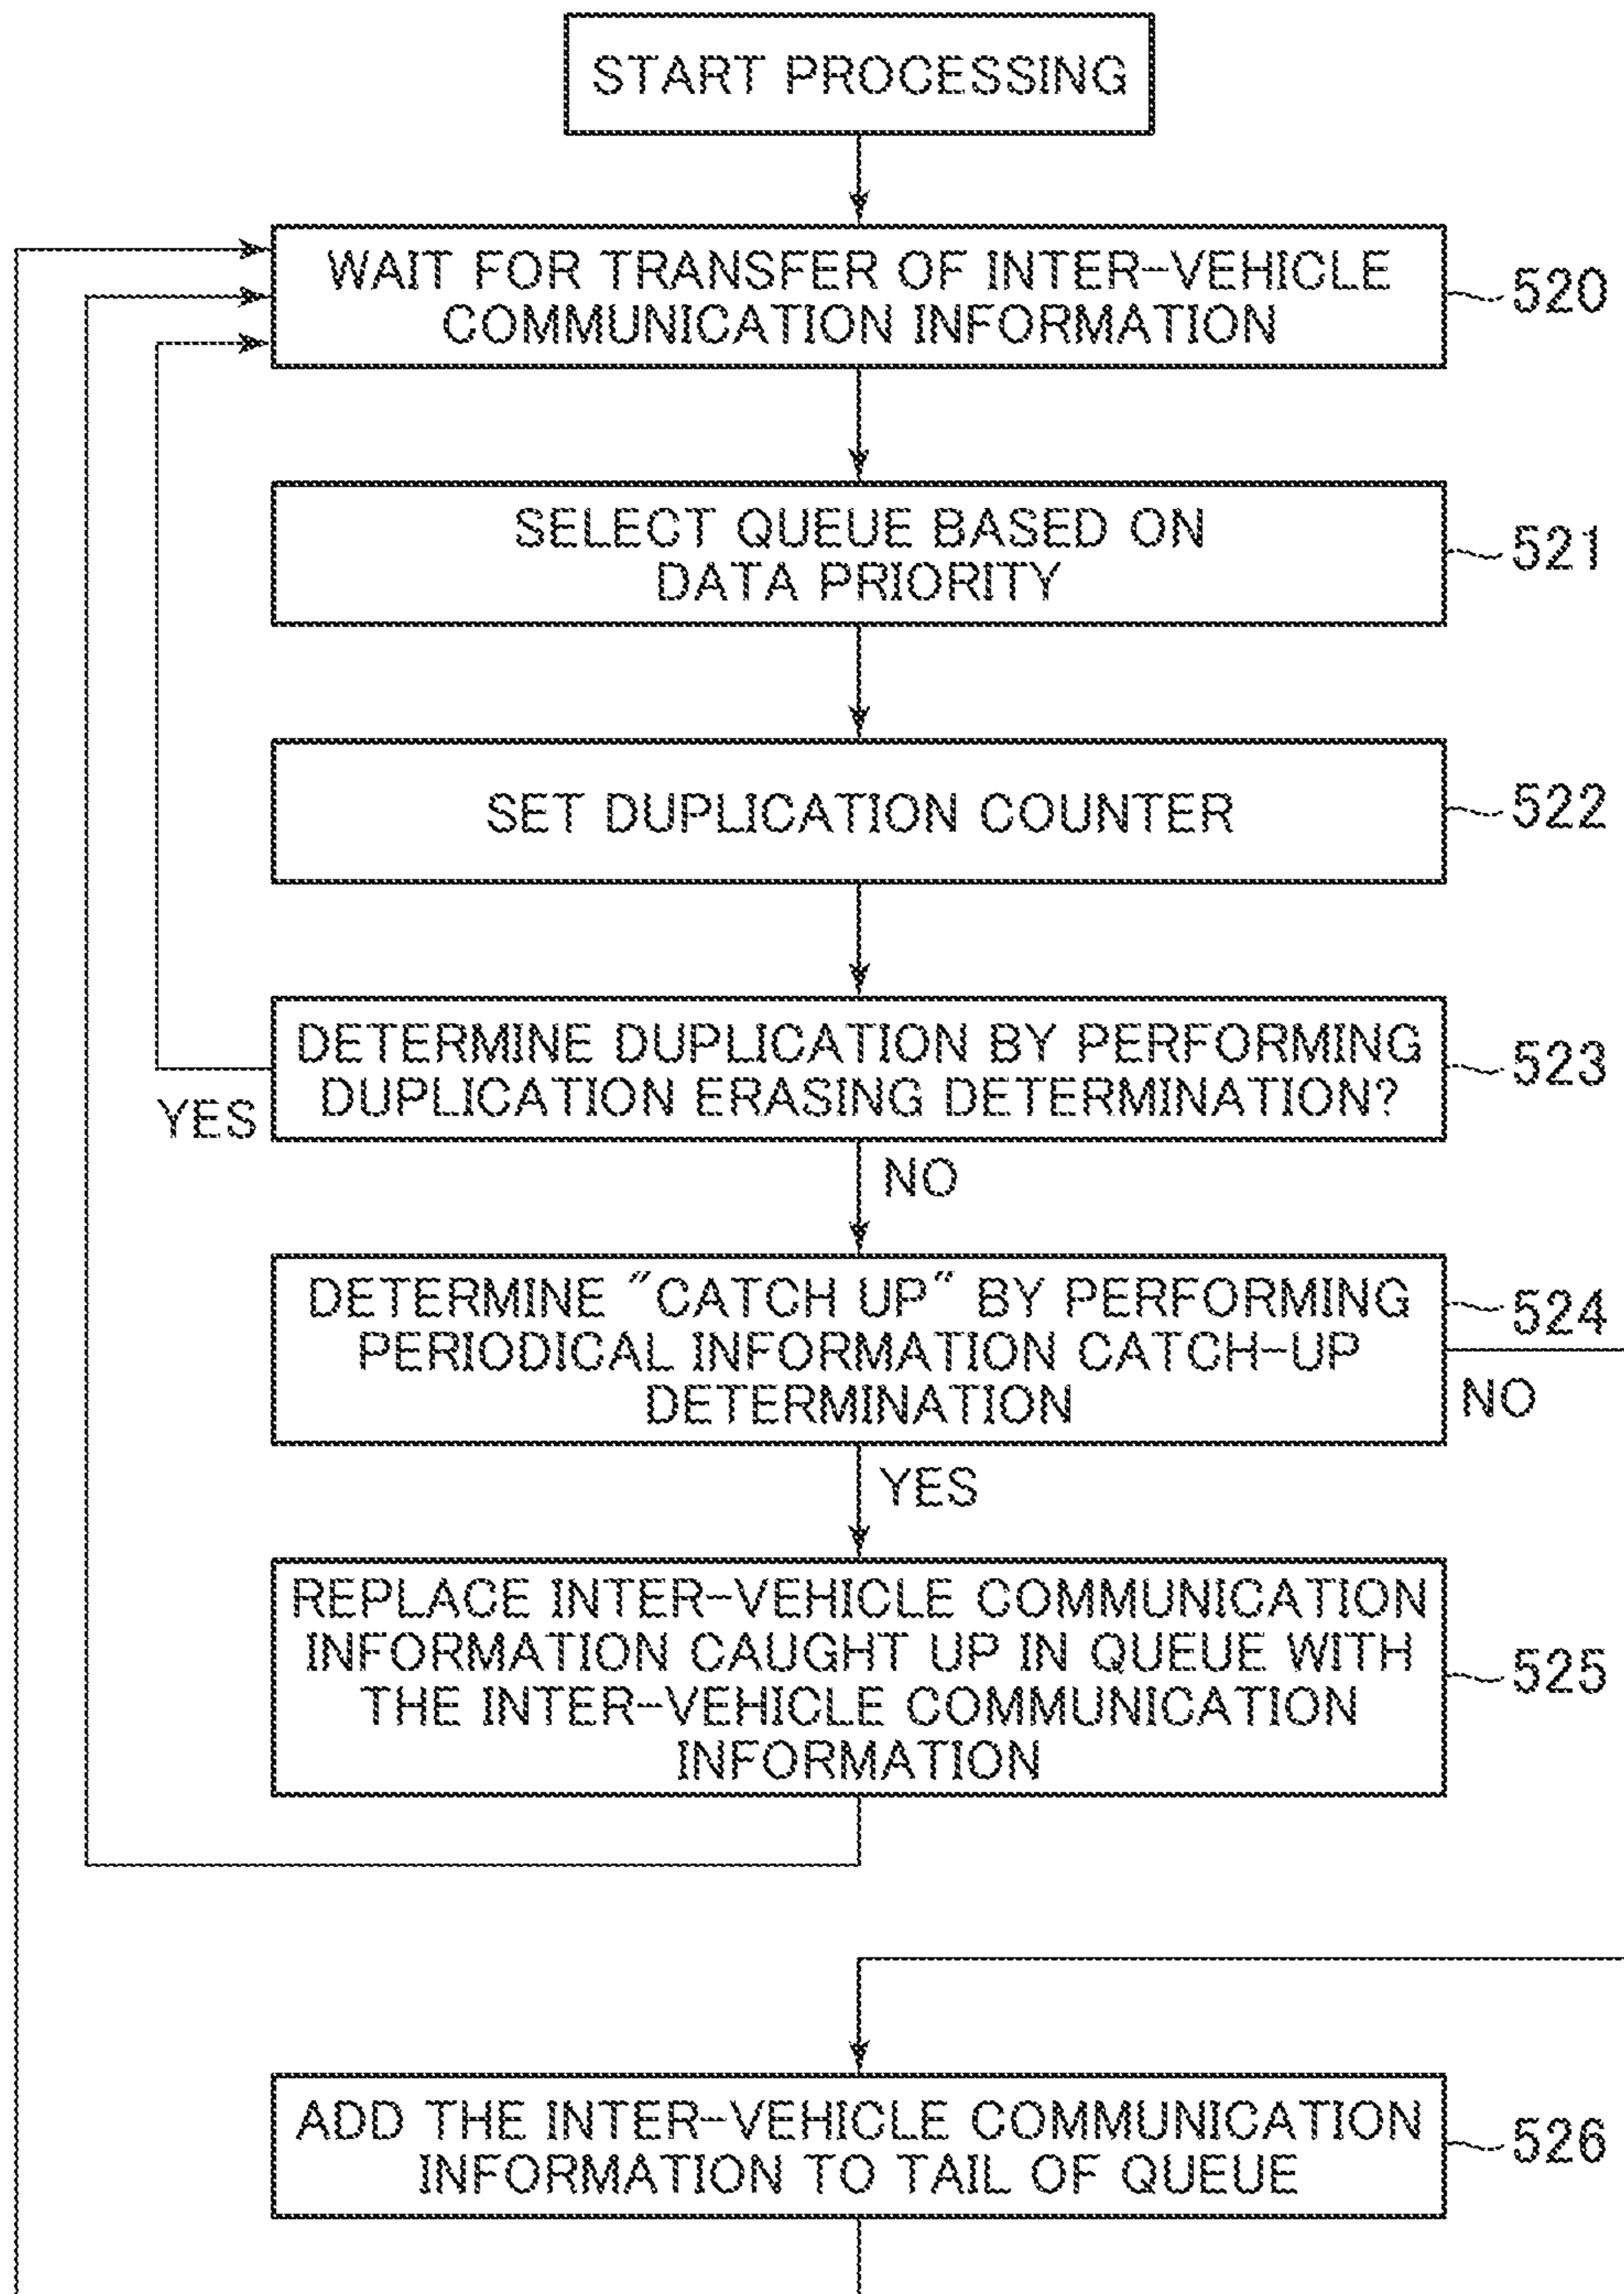 START PROCESSING
WAIT FOR TRANSFER OF INTER-VEHICLE
COMMUNICATION INFORMATION
520
SELECT QUEUE BASED ON
DATA PRIORITY
521
SET DUPLICATION COUNTER
522
DETERMINE DUPLICATION BY PERFORMING
DUPLICATION ERASING DETERMINATION?
523
YES
NO
DETERMINE "CATCH UP" BY PERFORMING
PERIODICAL INFORMATION CATCH-UP
DETERMINATION
524
NO
YES
REPLACE INTER-VEHICLE COMMUNICATION
INFORMATION CAUGHT UP IN QUEUE WITH
THE INTER-VEHICLE COMMUNICATION
INFORMATION
525
ADD THE INTER-VEHICLE COMMUNICATION
INFORMATION TO TAIL OF QUEUE
526